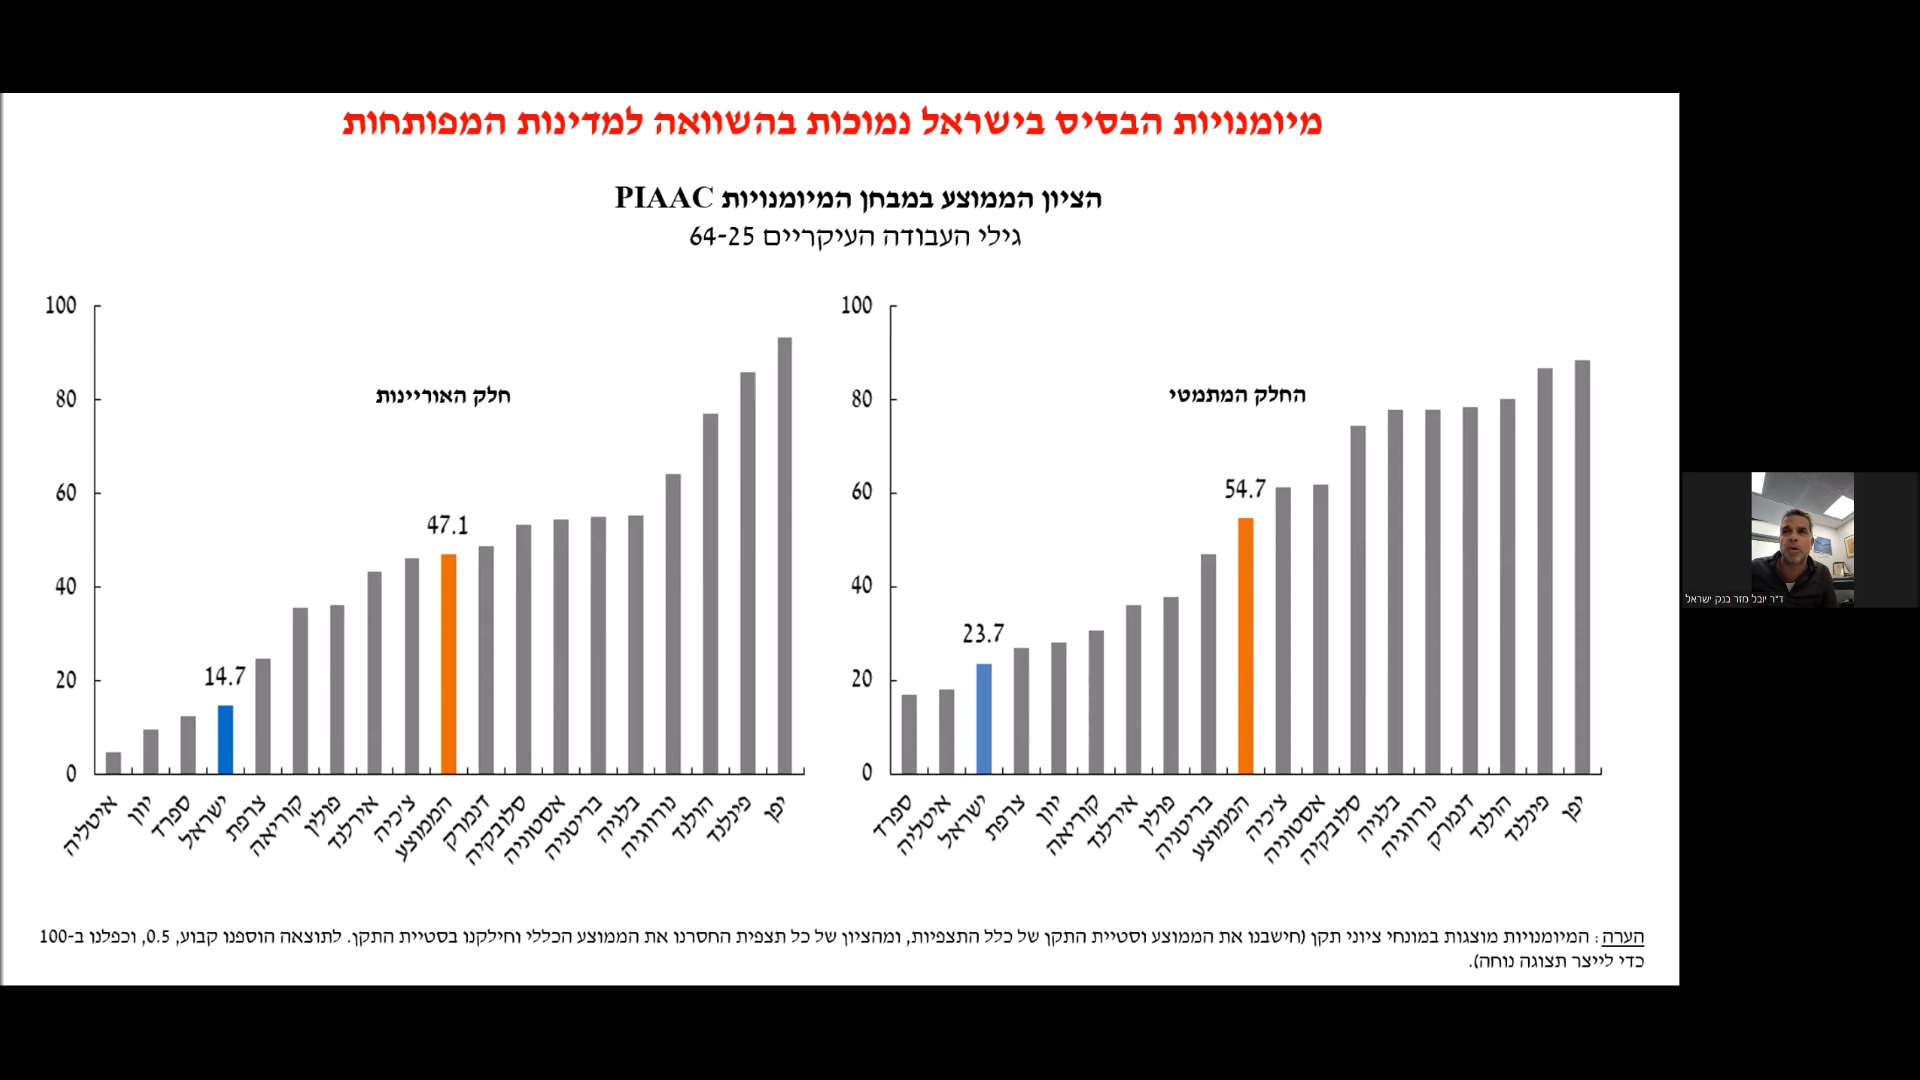 מיומנויות הבסיס בישראל נמוכות בהשוואה למדינות המפותחות
הציון הממוצע במבחן המיומנויות PIAAC
גילי העבודה העיקריים 64-25
החלק המתמטי
100
80
60
40
20
0
23.7
54.7
ספרד
איטליה
ישראל
צרפת
יוון
קוריאה
אירלנד
פולין
בריטניה
הממוצע
צ'כיה
אסטוניה
סלובקיה
בלגיה
נורווגיה
דנמרק
הולנד
פינלנד
יפן
חלק האוריינות
100
80
60
40
20
0
14.7
47.1
איטליה
יוון
ספרד
ישראל
צרפת
קוריאה
פולין
אירלנד
צ'כיה
הממוצע
דנמרק
סלובקיה
אסטוניה
בריטניה
בלגיה
נורווגיה
הולנד
פינלנד
יפן
הערה: המיומנויות מוצגות במונחי ציוני תקן (חישבנו את הממוצע וסטיית התקן של כלל התצפיות, ומהציון של כל תצפית החסרנו את הממוצע הכללי וחילקנו בסטיית התקן. לתוצאה הוספנו קבוע, 0.5, וכפלנו ב-100
כדי לייצר תצוגה נוחה).
ד״ר יובל מזר בנק ישראל